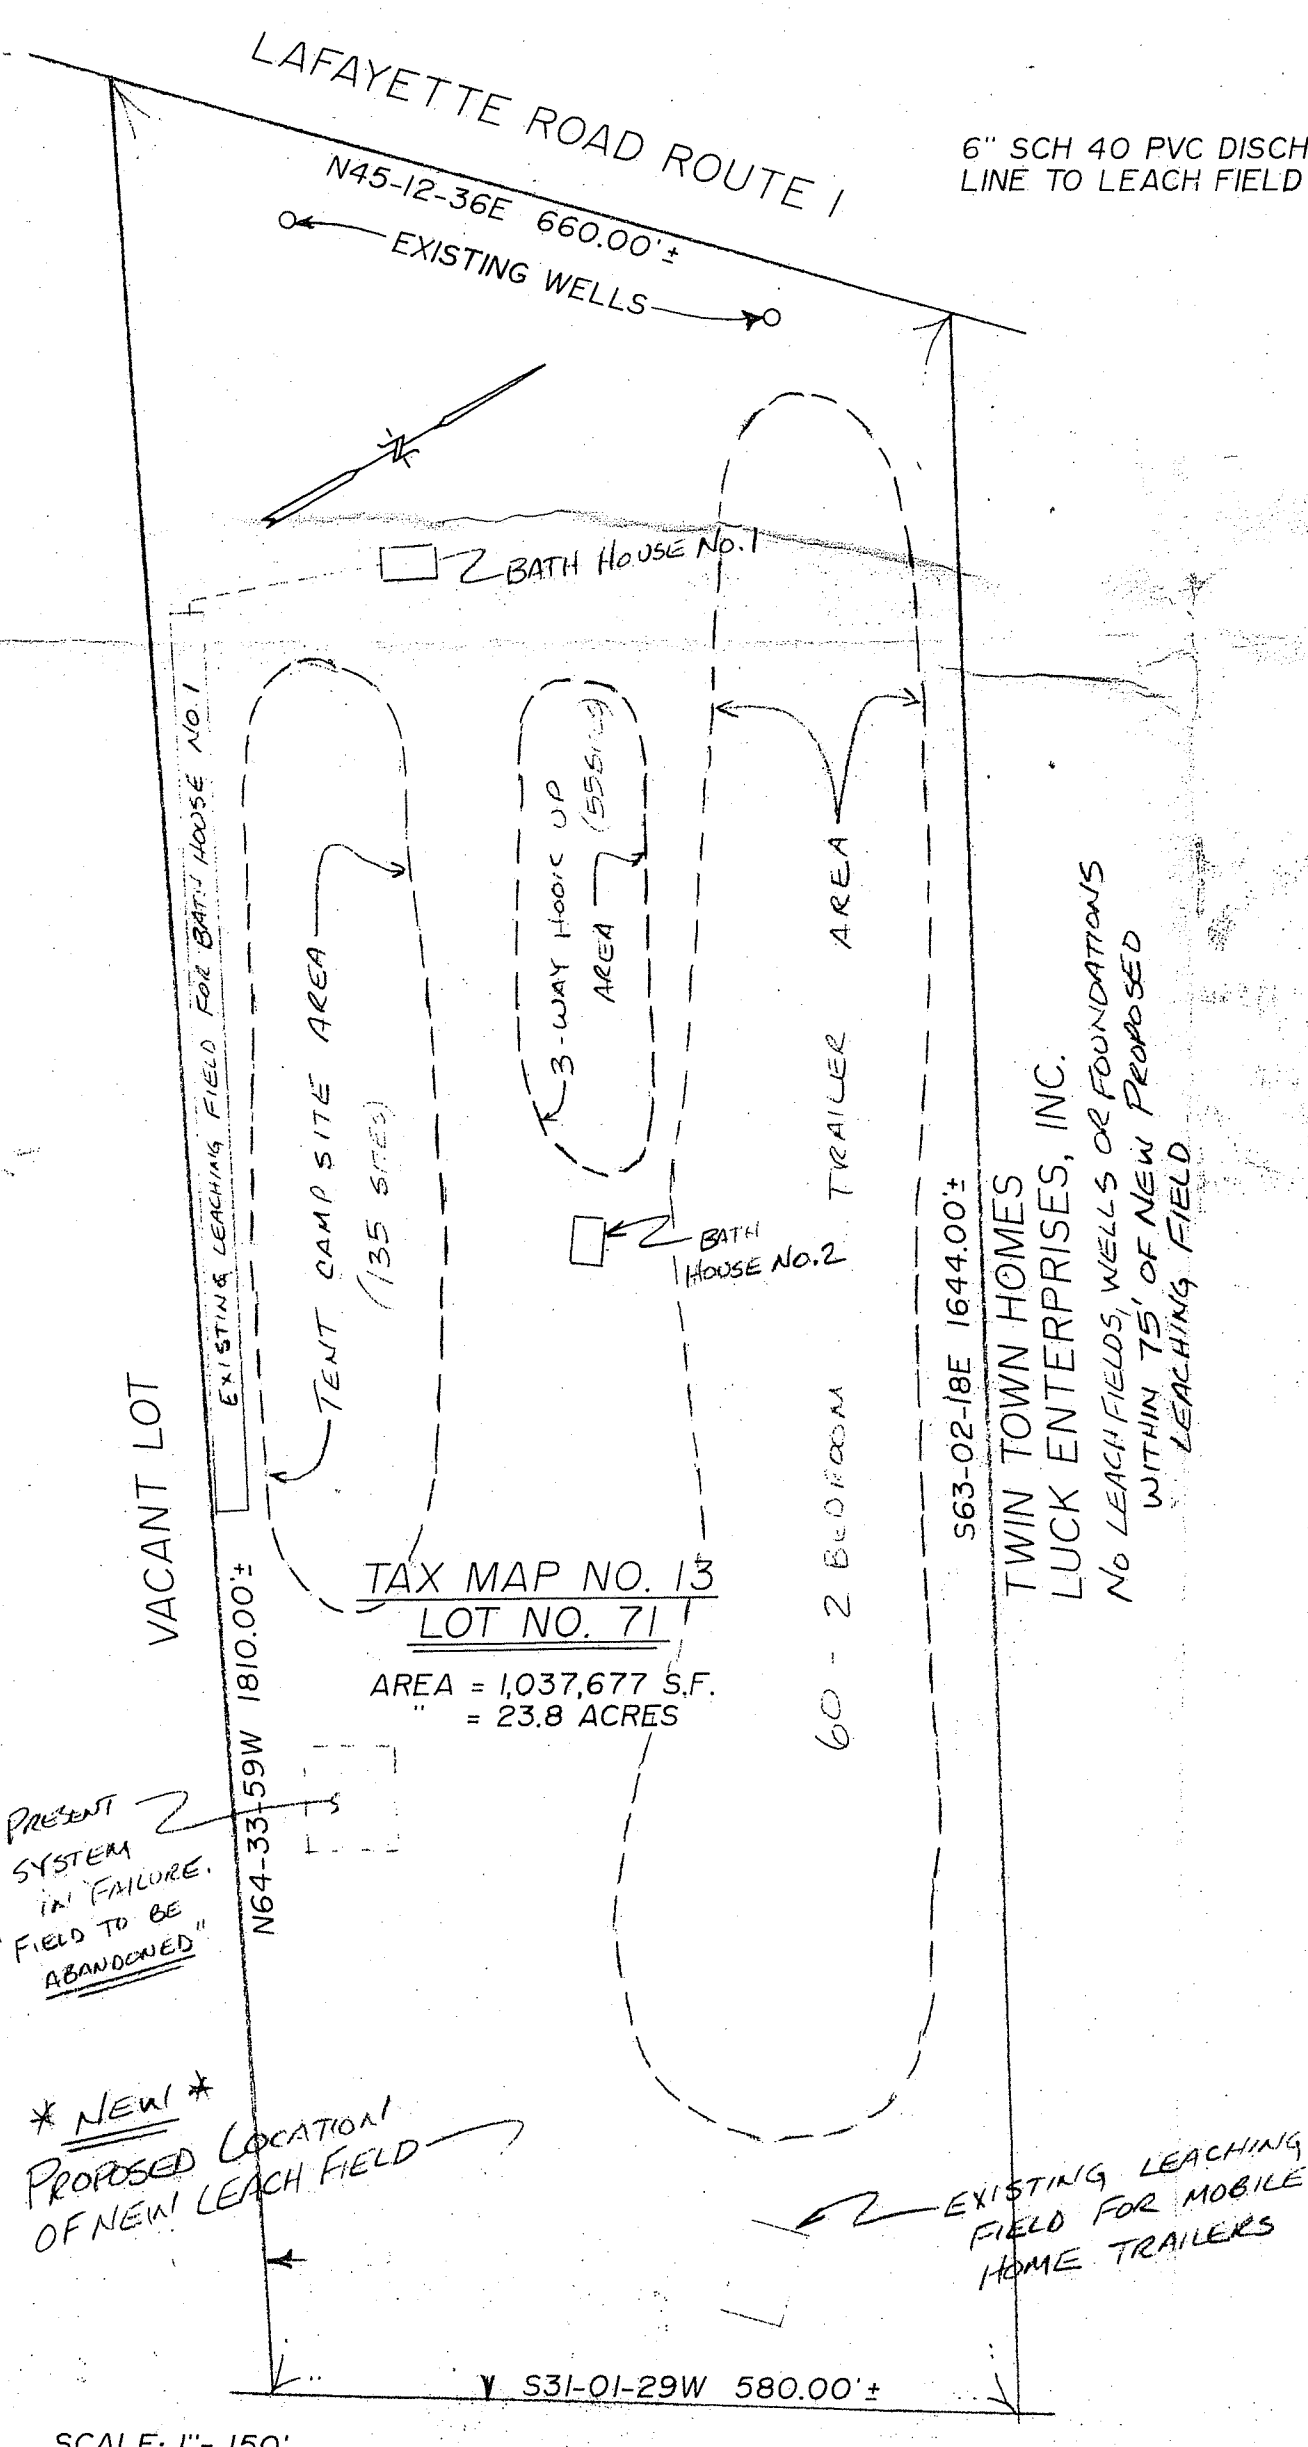 LAFAYETTE ROAD ROUTE 1
6" SCH 40 PVC DISCH
LINE TO LEACH FIELD
N45-12-36E 660.00'±
EXISTING WELLS
N
BATH HOUSE No.1
EXISTING LEACHING FIELD FOR BATH HOUSE NO. 1
TENT CAMPSITE AREA
(135 SITES)
3-WAY HOOK UP
AREA
60 - 2 BEDROOM TRAILER AREA
BATH
HOUSE No.2
VACANT LOT
N64-33-59W 1810.00'±
S63-02-18E 1644.00'±
TWIN TOWN HOMES
LUCK ENTERPRISES, INC.
NO LEACH FIELDS, WELLS OR FOUNDATIONS
WITHIN 75' OF NEW PROPOSED
LEACHING FIELD
TAX MAP NO. 13
LOT NO. 71
AREA = 1,037,677 S.F.
" = 23.8 ACRES
PRESENT
SYSTEM
IN FAILURE.
"FIELD TO BE
ABANDONED"
* NEW *
PROPOSED LOCATION
OF NEW LEACH FIELD
EXISTING LEACHING
FIELD FOR MOBILE
HOME TRAILERS
S31-01-29W 580.00'±
SCALE: 1"- 150'